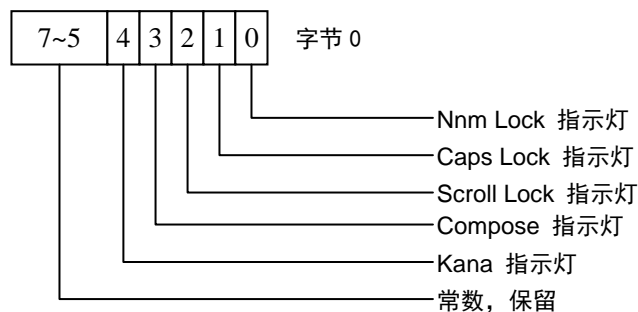 7~5 4 3 2 1 0 字节 0
Nnm Lock 指示灯
Caps Lock 指示灯
Scroll Lock 指示灯
Compose 指示灯
Kana 指示灯
常数，保留